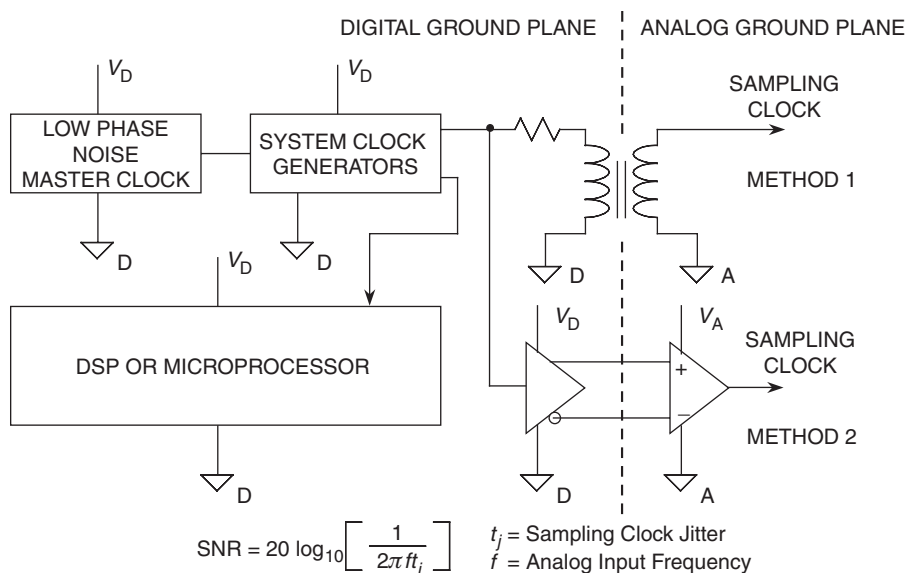 DIGITAL GROUND PLANE
ANALOG GROUND PLANE
V_D
V_D
SAMPLING
CLOCK
LOW PHASE
NOISE
MASTER CLOCK
SYSTEM CLOCK
GENERATORS
METHOD 1
D
D
D
A
V_D
V_D
V_A
DSP OR MICROPROCESSOR
+
−
SAMPLING
CLOCK
METHOD 2
D
D
A
SNR = 20 log₁₀[1 / 2π f t_j]
t_j = Sampling Clock Jitter
f = Analog Input Frequency